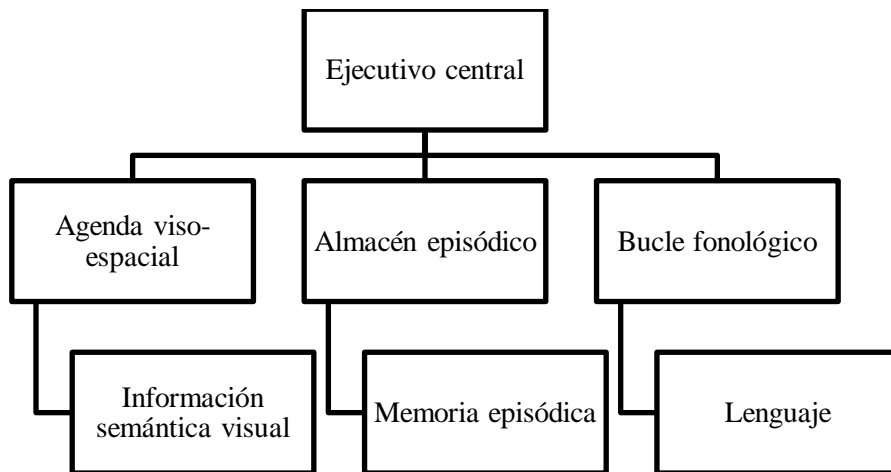 Ejecutivo
central
Agenda viso-
espacial
Almacén episódico
Bucle fonológico
Información
semántica visual
Memoria episódica
Lenguaje